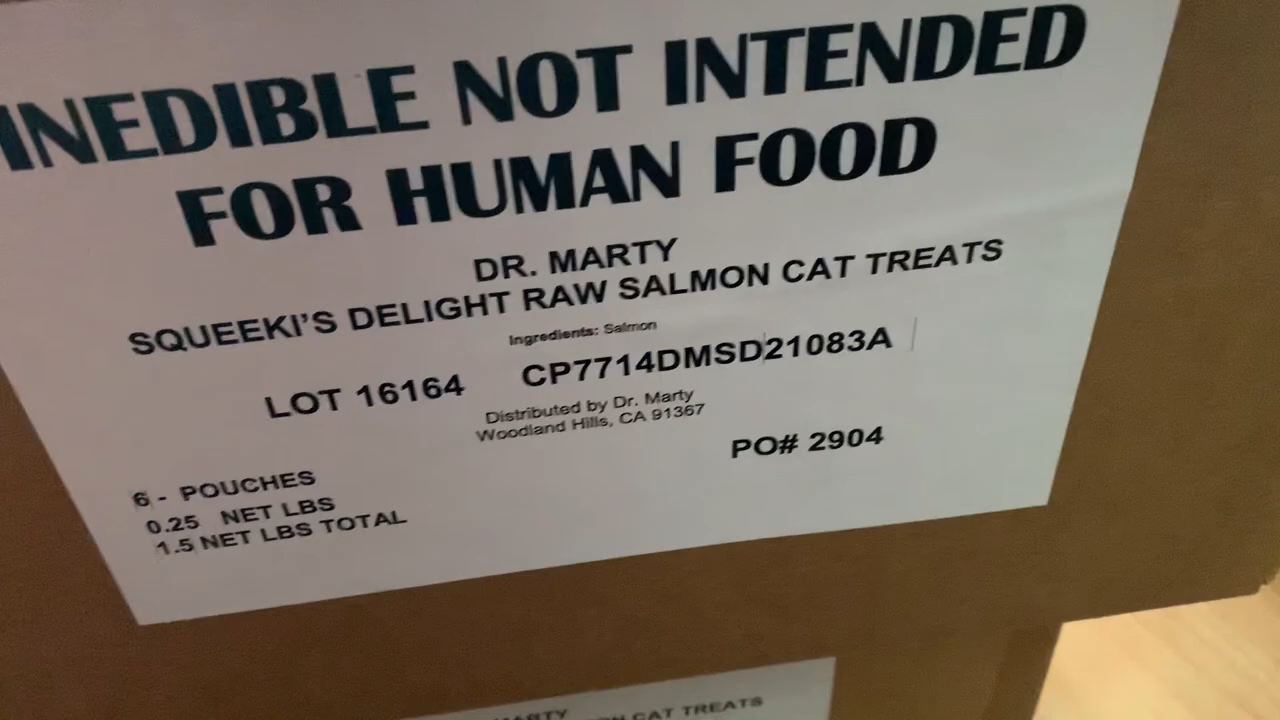 INEDIBLE NOT INTENDED
FOR HUMAN FOOD
DR. MARTY
SQUEEKI'S DELIGHT RAW SALMON CAT TREATS
Ingredients: Salmon
LOT 16164 CP7714DMSD21083A
Distributed by Dr. Marty
Woodland Hills, CA 91367
PO# 2904
6 - POUCHES
0.25 NET LBS
1.5 NET LBS TOTAL
MARTY
CAT TREATS